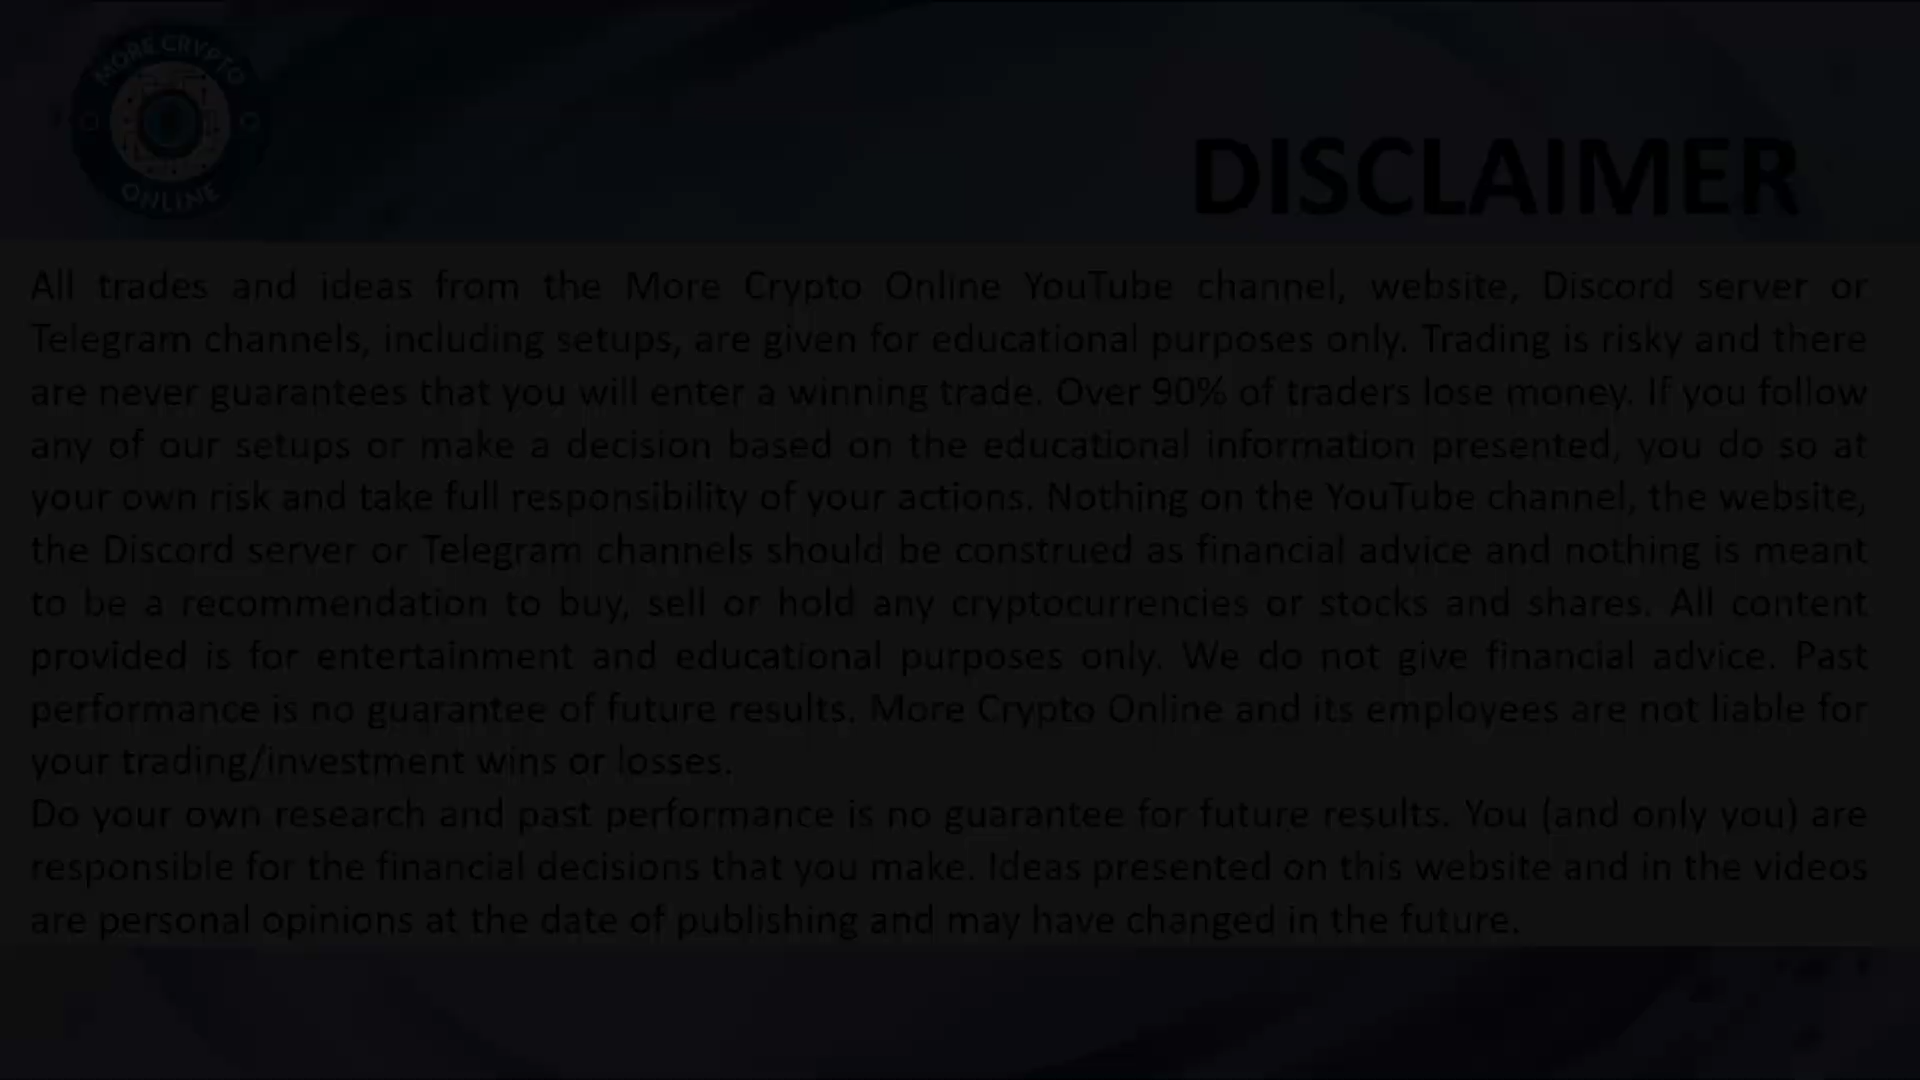 MORE CRYPTO
ONLINE
DISCLAIMER
All trades and ideas from the More Crypto Online YouTube channel, website, Discord server or
Telegram channels, including setups, are given for educational purposes only. Trading is risky and there
are never guarantees that you will enter a winning trade. Over 90% of traders lose money. If you follow
any of our setups or make a decision based on the educational information presented, you do so at
your own risk and take full responsibility of your actions. Nothing on the YouTube channel, the website,
the Discord server or Telegram channels should be construed as financial advice and nothing is meant
to be a recommendation to buy, sell or hold any cryptocurrencies or stocks and shares. All content
provided is for entertainment and educational purposes only. We do not give financial advice. Past
performance is no guarantee of future results. More Crypto Online and its employees are not liable for
your trading/investment wins or losses.
Do your own research and past performance is no guarantee for future results. You (and only you) are
responsible for the financial decisions that you make. Ideas presented on this website and in the videos
are personal opinions at the date of publishing and may have changed in the future.